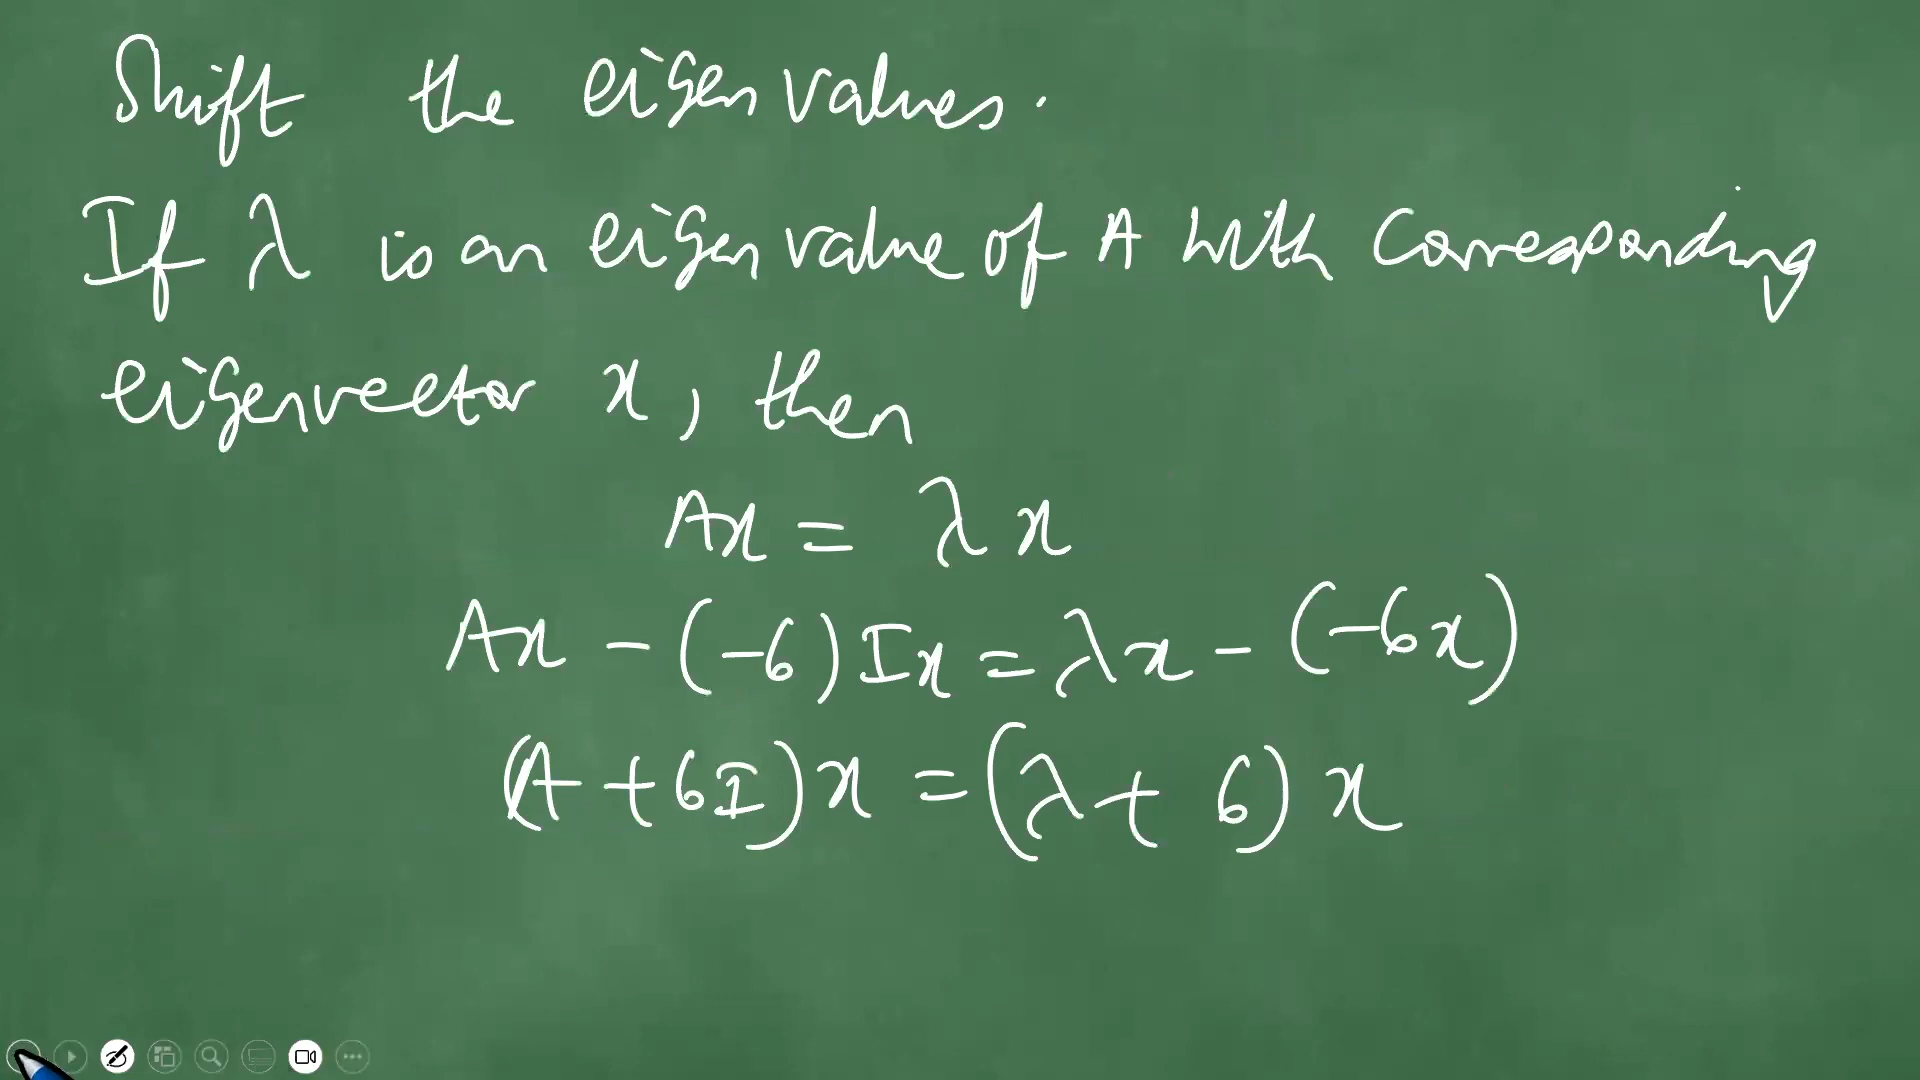 Shift the eigenvalues.
If λ is an eigenvalue of A with corresponding
eigenvector x, then
Ax = λx
Ax - (-6)Ix = λx - (-6x)
(A + 6I)x = (λ + 6)x